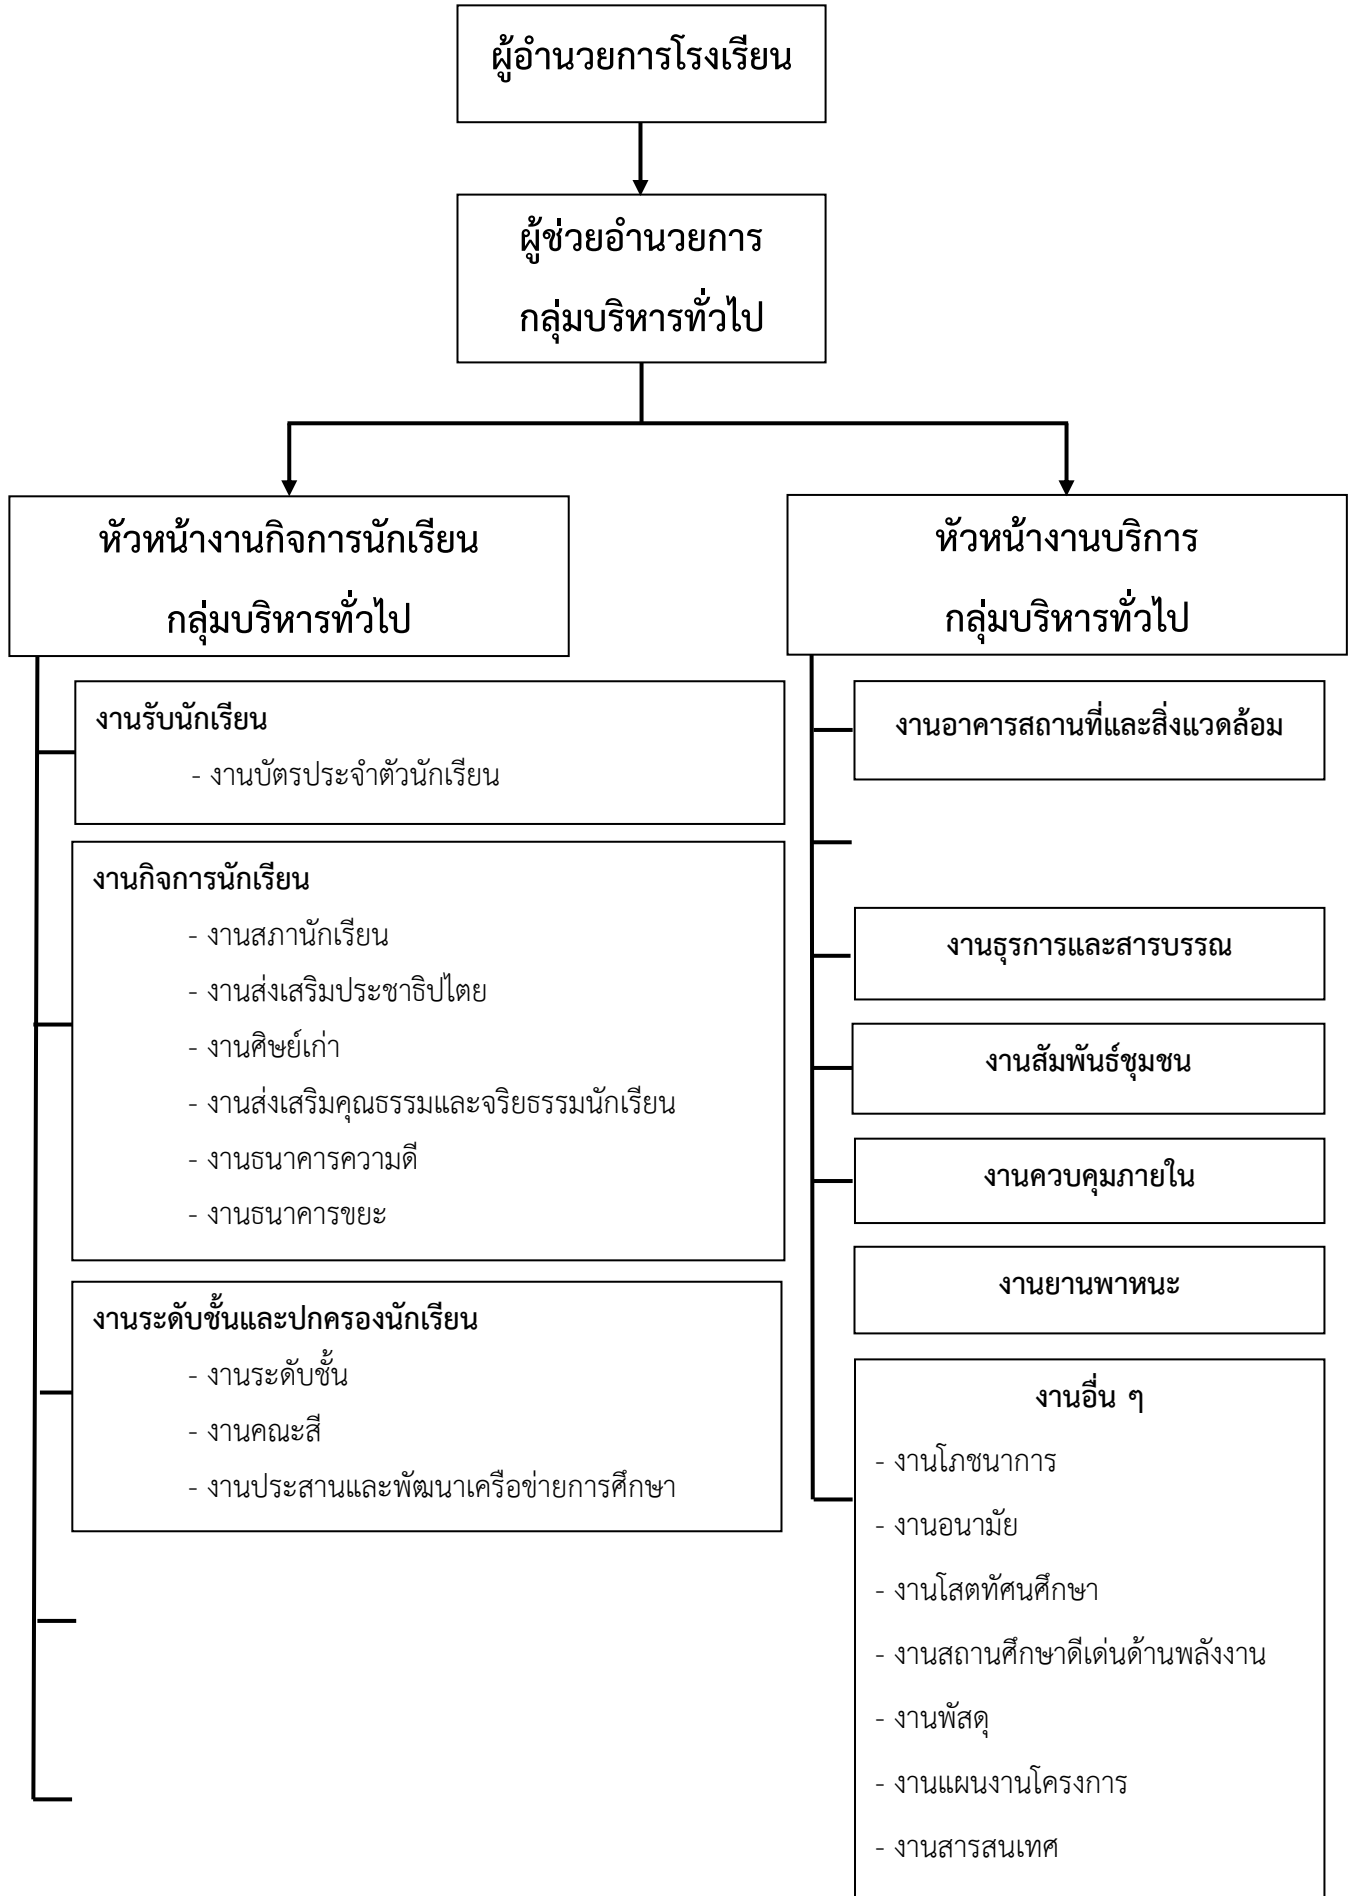 ผู้อำนวยการโรงเรียน
ผู้ช่วยอำนวยการ
กลุ่มบริหารทั่วไป
หัวหน้างานกิจการนักเรียน
กลุ่มบริหารทั่วไป
งานรับนักเรียน
- งานบัตรประจำตัวนักเรียน
งานกิจการนักเรียน
- งานสภานักเรียน
- งานส่งเสริมประชาธิปไตย
- งานศิษย์เก่า
- งานส่งเสริมคุณธรรมและจริยธรรมนักเรียน
- งานธนาคารความดี
- งานธนาคารขยะ
งานระดับชั้นและปกครองนักเรียน
- งานระดับชั้น
- งานคณะสี
- งานประสานและพัฒนาเครือข่ายการศึกษา
หัวหน้างานบริการ
กลุ่มบริหารทั่วไป
งานอาคารสถานที่และสิ่งแวดล้อม
งานธุรการและสารบรรณ
งานสัมพันธ์ชุมชน
งานควบคุมภายใน
งานยานพาหนะ
งานอื่น ๆ
- งานโภชนาการ
- งานอนามัย
- งานโสตทัศนศึกษา
- งานสถานศึกษาดีเด่นด้านพลังงาน
- งานพัสดุ
- งานแผนงานโครงการ
- งานสารสนเทศ